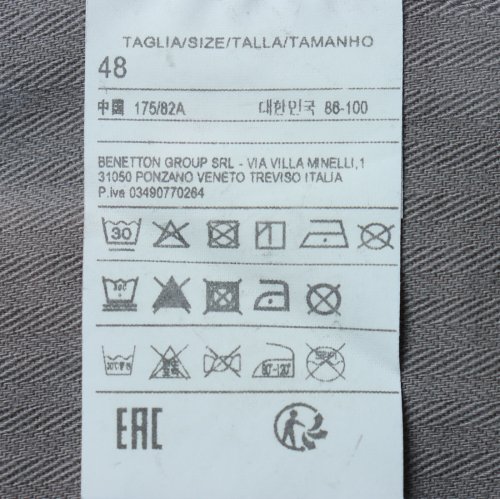 TAGLIA/SIZE/TALLA/TAMANHO
48
中國 175/82A 대한민국 86-100
BENETTON GROUP SRL - VIA VILLA MINELLI,1
31050 PONZANO VENETO TREVISO ITALIA
P.iva 03490770264
30
EAC